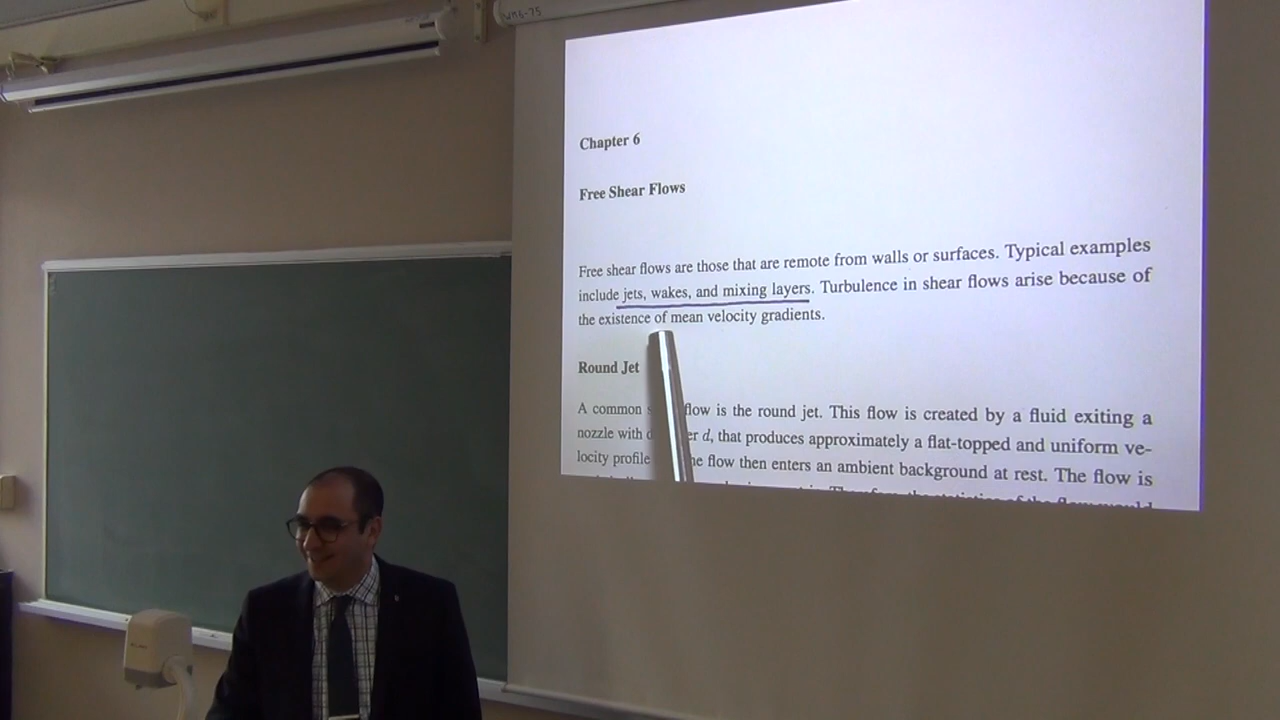 WMB-75
Chapter 6
Free Shear Flows
Free shear flows are those that are remote from walls or surfaces. Typical examples
include jets, wakes, and mixing layers. Turbulence in shear flows arise because of
the existence of mean velocity gradients.
Round Jet
A common flow is the round jet. This flow is created by a fluid exiting a
nozzle with d, that produces approximately a flat-topped and uniform ve-
locity profile flow then enters an ambient background at rest. The flow is